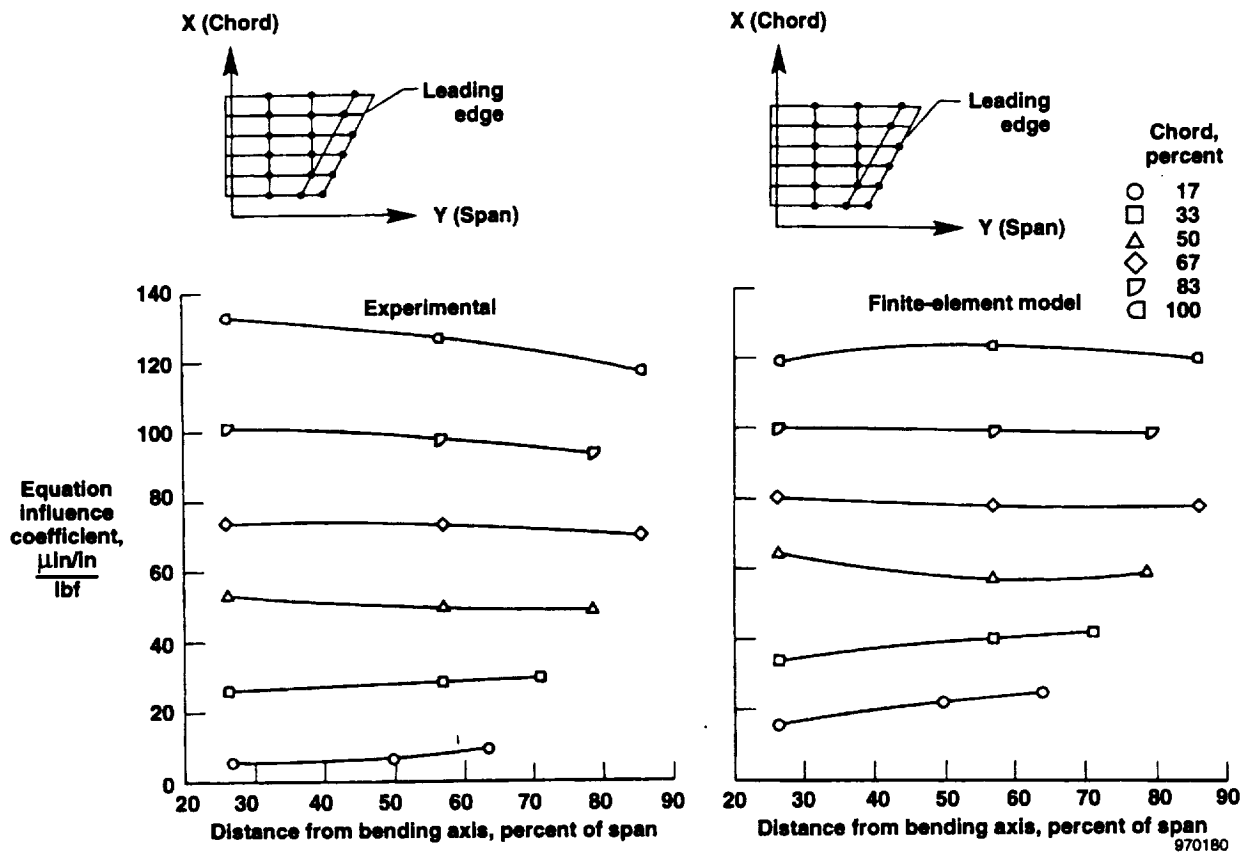 X (Chord)
Leading
edge
Y (Span)
X (Chord)
Leading
edge
Y (Span)
Chord,
percent
17
33
50
67
83
100
Experimental
Finite-element model
Equation
influence
coefficient,
μin/in
lbf
140
120
100
80
60
40
20
0
20 30 40 50 60 70 80 90
Distance from bending axis, percent of span
20 30 40 50 60 70 80 90
Distance from bending axis, percent of span
970180